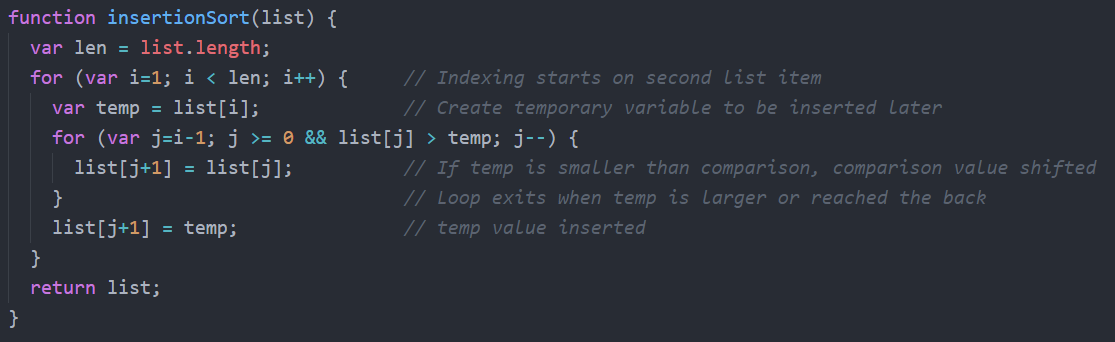 function insertionSort(list) {
  var len = list.length;
  for (var i=1; i < len; i++) {     // Indexing starts on second list item
    var temp = list[i];             // Create temporary variable to be inserted later
    for (var j=i-1; j >= 0 && list[j] > temp; j--) {
      list[j+1] = list[j];          // If temp is smaller than comparison, comparison value shifted
    }                               // Loop exits when temp is larger or reached the back
    list[j+1] = temp;               // temp value inserted
  }
  return list;
}